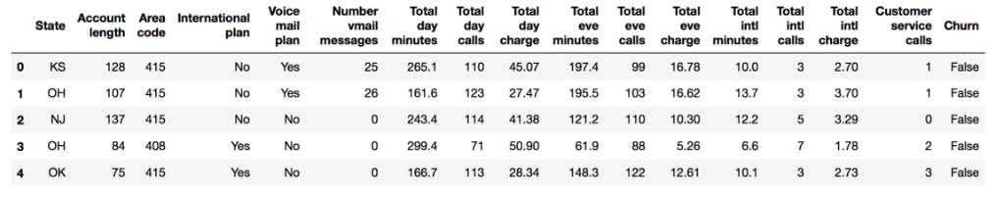 State Account length Area code International plan Voice mail plan Number vmail messages Total day minutes Total day calls Total day charge Total eve minutes Total eve calls Total eve charge Total intl minutes Total intl calls Total intl charge Customer service calls Churn
0 KS 128 415 No Yes 25 265.1 110 45.07 197.4 99 16.78 10.0 3 2.70 1 False
1 OH 107 415 No Yes 26 161.6 123 27.47 195.5 103 16.62 13.7 3 3.70 1 False
2 NJ 137 415 No No 0 243.4 114 41.38 121.2 110 10.30 12.2 5 3.29 0 False
3 OH 84 408 Yes No 0 299.4 71 50.90 61.9 88 5.26 6.6 7 1.78 2 False
4 OK 75 415 Yes No 0 166.7 113 28.34 148.3 122 12.61 10.1 3 2.73 3 False